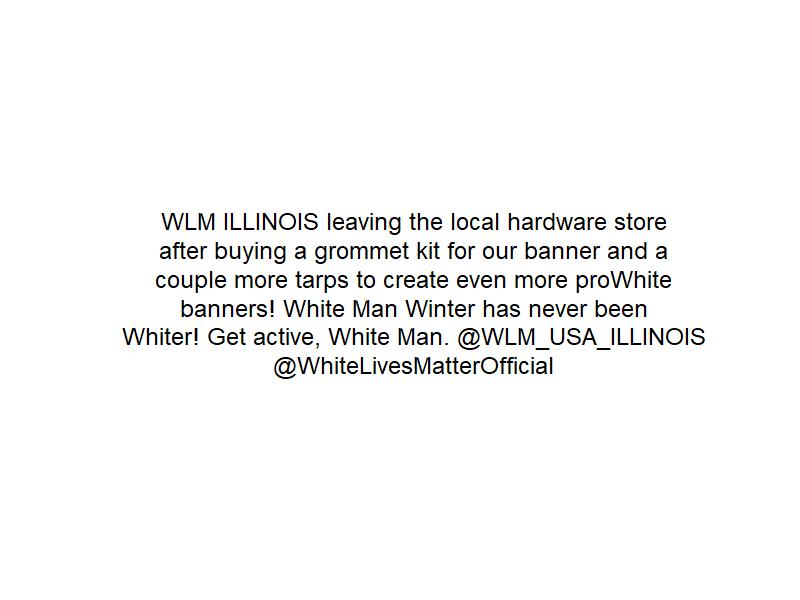 WLM ILLINOIS leaving the local hardware store
after buying a grommet kit for our banner and a
couple more tarps to create even more proWhite
banners! White Man Winter has never been
Whiter! Get active, White Man. @WLM_USA_ILLINOIS
@WhiteLivesMatterOfficial